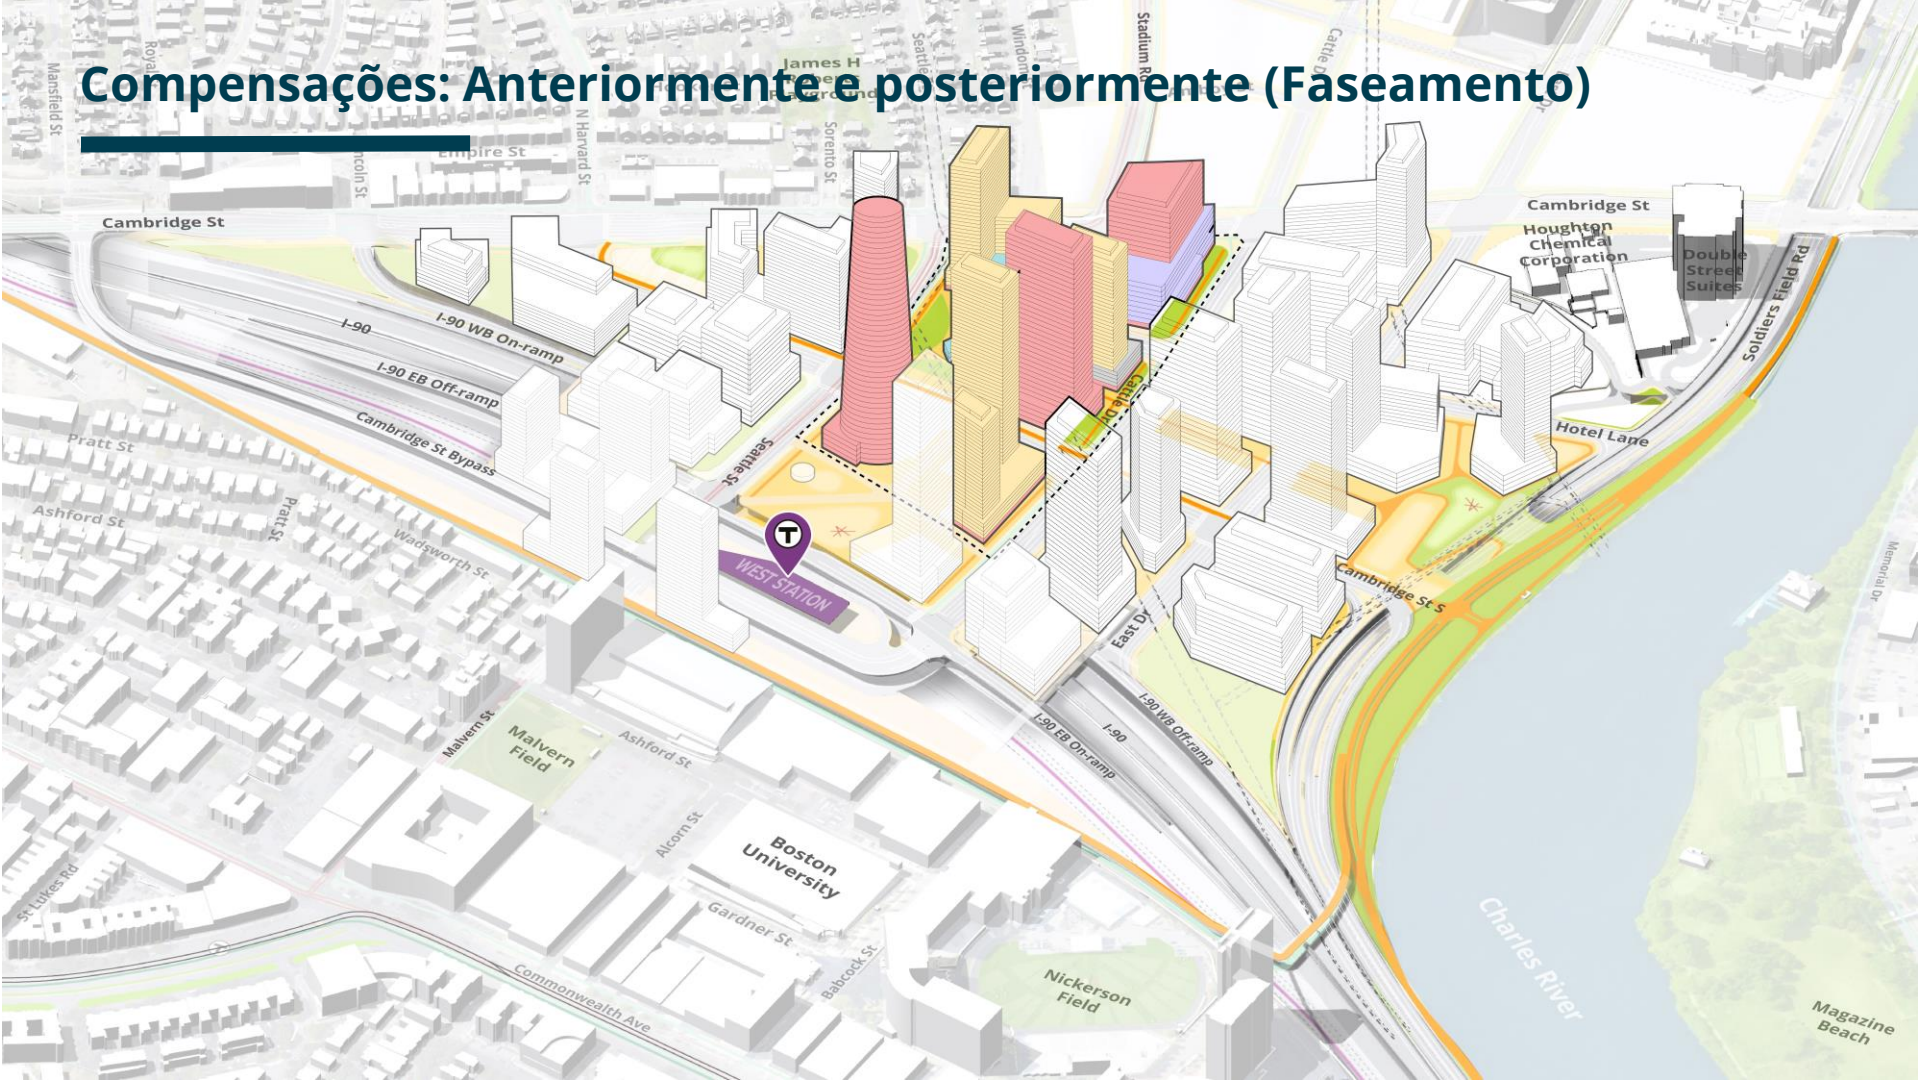 Compensações: Anteriormente e posteriormente (Faseamento)
James H
Playground
Mansfield St
N Harvard St
Sorento St
Stadium Rd
Empire St
Cambridge St
Cambridge St
Houghton
Chemical
Corporation
Double
Street
Suites
Soldiers Field Rd
I-90
I-90 WB On-ramp
I-90 EB Off-ramp
Cambridge St Bypass
Cattle Dr
Hotel Lane
Seattle St
Pratt St
Pratt St
Ashford St
Wadsworth St
T
WEST STATION
Cambridge St S
East Dr
Memorial Dr
I-90 EB On-ramp
I-90
I-90 WB Off-ramp
Malvern St
Malvern
Field
Ashford St
Alcorn St
Boston
University
St Lukes Rd
Gardner St
Babcock St
Commonwealth Ave
Nickerson
Field
Charles River
Magazine
Beach